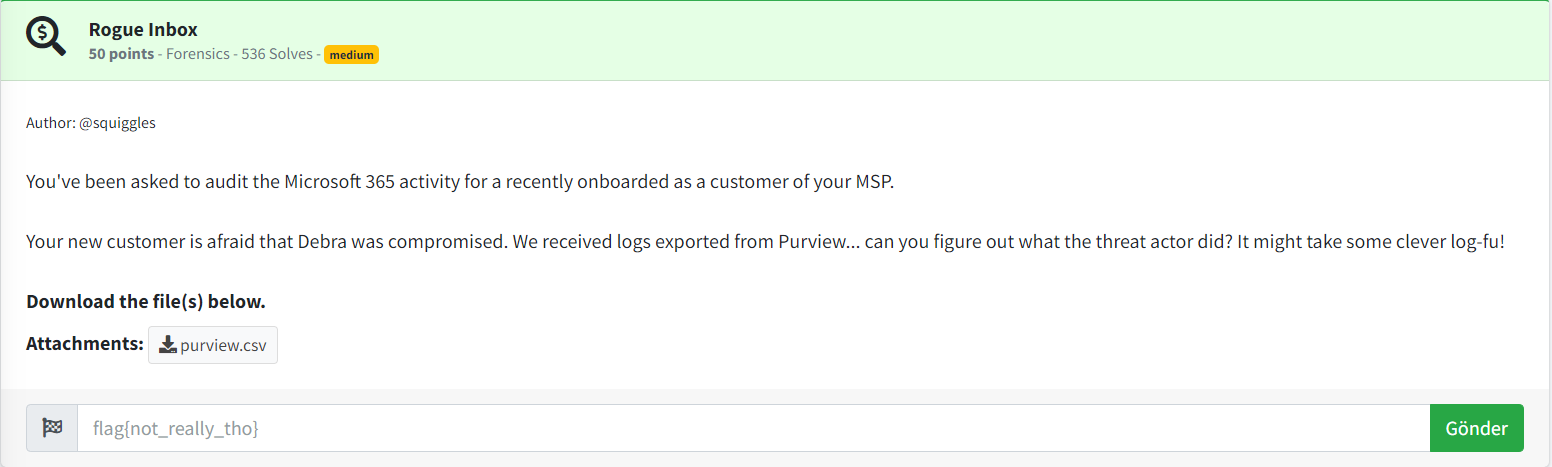 Rogue Inbox
50 points - Forensics - 536 Solves - medium
Author: @squiggles
You've been asked to audit the Microsoft 365 activity for a recently onboarded as a customer of your MSP.
Your new customer is afraid that Debra was compromised. We received logs exported from Purview... can you figure out what the threat actor did? It might take some clever log-fu!
Download the file(s) below.
Attachments: purview.csv
flag{not_really_tho}
Gönder